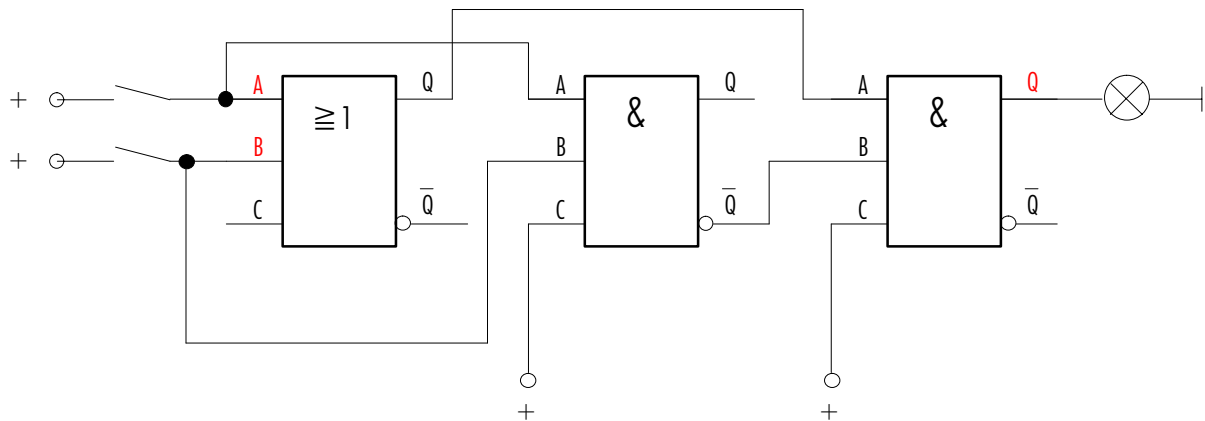 A Q A Q A Q
+ ≧1 & &
B B B
+
C Q̅ C Q̅ C Q̅
+ +